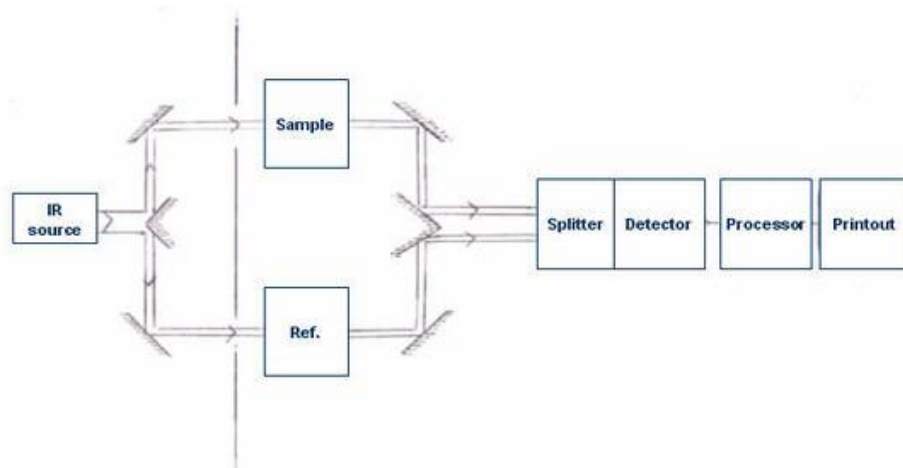 Sample
IR
source
Splitter
Detector
Processor
Printout
Ref.